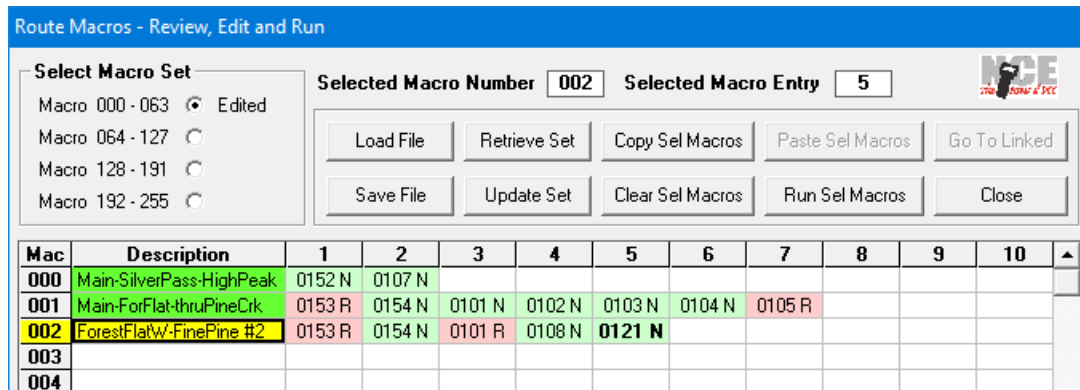 Route Macros - Review, Edit and Run
Select Macro Set
Macro 000 - 063 Edited
Macro 064 - 127
Macro 128 - 191
Macro 192 - 255
Selected Macro Number 002 Selected Macro Entry 5
NCE
Load File Retrieve Set Copy Sel Macros Paste Sel Macros Go To Linked
Save File Update Set Clear Sel Macros Run Sel Macros Close
Mac Description 1 2 3 4 5 6 7 8 9 10
000 Main-SilverPass-HighPeak 0152 N 0107 N
001 Main-ForFlat-thruPineCrk 0153 R 0154 N 0101 N 0102 N 0103 N 0104 N 0105 R
002 ForestFlatW-FinePine #2 0153 R 0154 N 0101 R 0108 N 0121 N
003
004